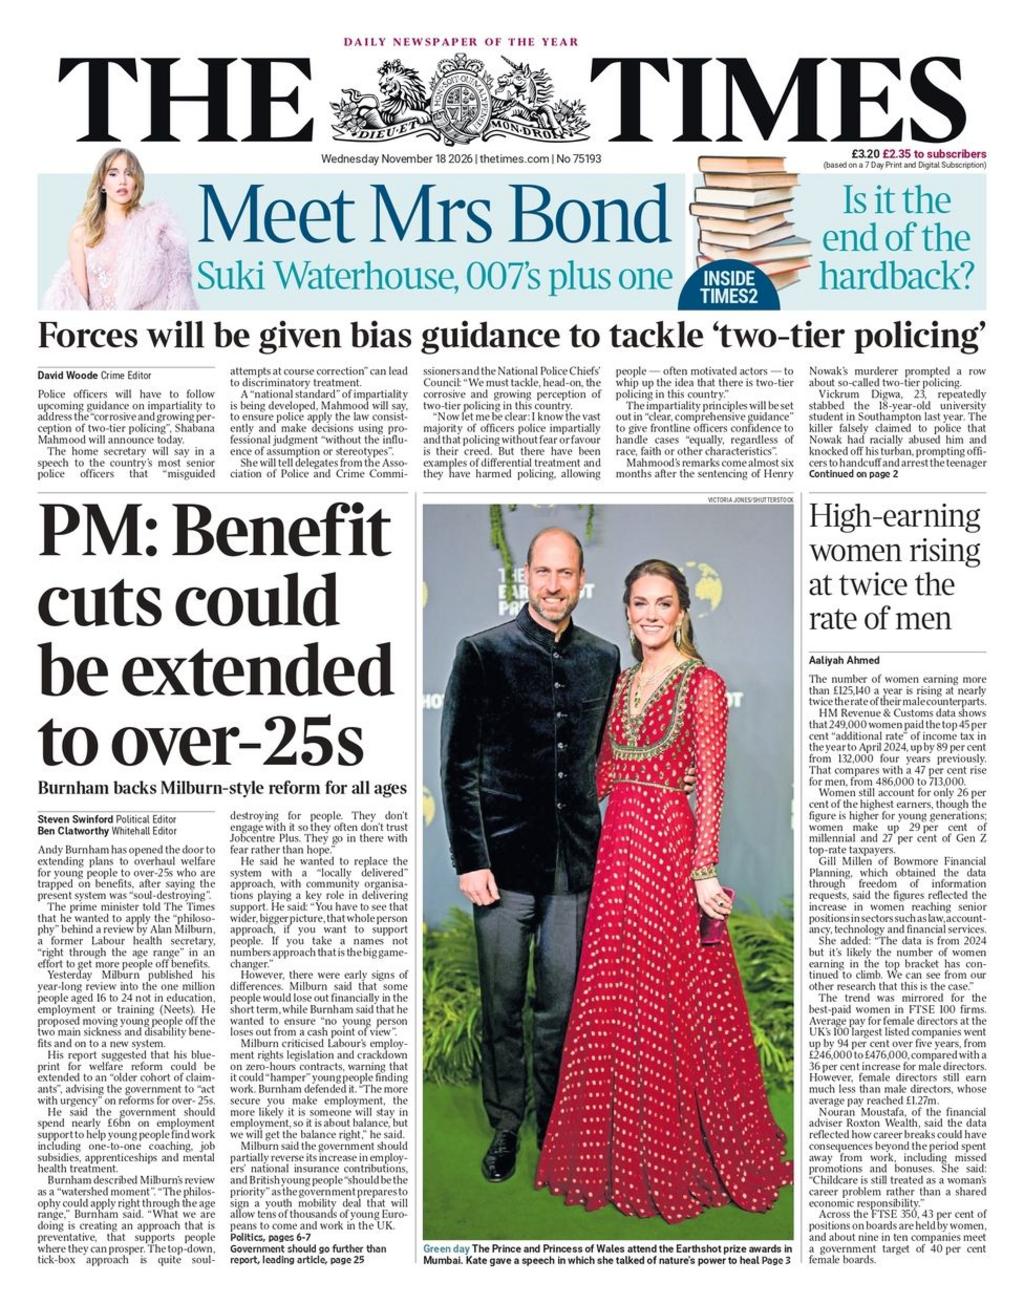 DAILY NEWSPAPER OF THE YEAR
THE TIMES
DIEU·ET MON·DROIT
Wednesday November 18 2026 | thetimes.com | No 75193
£3.20 £2.35 to subscribers
(based on a 7 Day Print and Digital Subscription)
Meet Mrs Bond
Suki Waterhouse, 007's plus one
INSIDE
TIMES2
Is it the
end of the
hardback?
Forces will be given bias guidance to tackle ‘two-tier policing’
David Woode Crime Editor
Police officers will have to follow
upcoming guidance on impartiality to
address the “corrosive and growing per-
ception of two-tier policing”, Shabana
Mahmood will announce today.
The home secretary will say in a
speech to the country's most senior
police officers that “misguided
attempts at course correction” can lead
to discriminatory treatment.
A “national standard” of impartiality
is being developed, Mahmood will say,
to ensure police apply the law consist-
ently and make decisions using pro-
fessional judgment “without the influ-
ence of assumption or stereotypes”.
She will tell delegates from the Asso-
ciation of Police and Crime Commi-
ssioners and the National Police Chiefs'
Council: “We must tackle, head-on, the
corrosive and growing perception of
two-tier policing in this country.
“Now let me be clear: I know the vast
majority of officers police impartially
and that policing without fear or favour
is their creed. But there have been
examples of differential treatment and
they have harmed policing, allowing
people — often motivated actors — to
whip up the idea that there is two-tier
policing in this country.”
The impartiality principles will be set
out in “clear, comprehensive guidance”
to give frontline officers confidence to
handle cases “equally, regardless of
race, faith or other characteristics”.
Mahmood's remarks come almost six
months after the sentencing of Henry
Nowak's murderer prompted a row
about so-called two-tier policing.
Vickrum Digwa, 23, repeatedly
stabbed the 18-year-old university
student in Southampton last year. The
killer falsely claimed to police that
Nowak had racially abused him and
knocked off his turban, prompting offi-
cers to handcuff and arrest the teenager
Continued on page 2
PM: Benefit
cuts could
be extended
to over-25s
Burnham backs Milburn-style reform for all ages
Steven Swinford Political Editor
Ben Clatworthy Whitehall Editor
Andy Burnham has opened the door to
extending plans to overhaul welfare
for young people to over-25s who are
trapped on benefits, after saying the
present system was “soul-destroying”.
The prime minister told The Times
that he wanted to apply the “philoso-
phy” behind a review by Alan Milburn,
a former Labour health secretary,
“right through the age range” in an
effort to get more people off benefits.
Yesterday Milburn published his
year-long review into the one million
people aged 16 to 24 not in education,
employment or training (Neets). He
proposed moving young people off the
two main sickness and disability bene-
fits and on to a new system.
His report suggested that his blue-
print for welfare reform could be
extended to an “older cohort of claim-
ants”, advising the government to “act
with urgency” on reforms for over- 25s.
He said the government should
spend nearly £6bn on employment
support to help young people find work
including one-to-one coaching, job
subsidies, apprenticeships and mental
health treatment.
Burnham described Milburn's review
as a “watershed moment”. “The philos-
ophy could apply right through the age
range,” Burnham said. “What we are
doing is creating an approach that is
preventative, that supports people
where they can prosper. The top-down,
tick-box approach is quite soul-
destroying for people. They don't
engage with it so they often don't trust
Jobcentre Plus. They go in there with
fear rather than hope.”
He said he wanted to replace the
system with a “locally delivered”
approach, with community organisa-
tions playing a key role in delivering
support. He said: “You have to see that
wider, bigger picture, that whole person
approach, if you want to support
people. If you take a names not
numbers approach that is the big game-
changer.”
However, there were early signs of
differences. Milburn said that some
people would lose out financially in the
short term, while Burnham said that he
wanted to ensure “no young person
loses out from a cash point of view”.
Milburn criticised Labour's employ-
ment rights legislation and crackdown
on zero-hours contracts, warning that
it could “hamper” young people finding
work. Burnham defended it. “The more
secure you make employment, the
more likely it is someone will stay in
employment, so it is about balance, but
we will get the balance right,” he said.
Milburn said the government should
partially reverse its increase in employ-
ers' national insurance contributions,
and British young people “should be the
priority” as the government prepares to
sign a youth mobility deal that will
allow tens of thousands of young Euro-
peans to come and work in the UK.
Politics, pages 6-7
Government should go further than
report, leading article, page 25
VICTORIA JONES/SHUTTERSTOCK
THE
EAR OT
PR
HO
OT
Green day The Prince and Princess of Wales attend the Earthshot prize awards in
Mumbai. Kate gave a speech in which she talked of nature's power to heal Page 3
High-earning
women rising
at twice the
rate of men
Aaliyah Ahmed
The number of women earning more
than £125,140 a year is rising at nearly
twice the rate of their male counterparts.
HM Revenue & Customs data shows
that 249,000 women paid the top 45 per
cent “additional rate” of income tax in
the year to April 2024, up by 89 per cent
from 132,000 four years previously.
That compares with a 47 per cent rise
for men, from 486,000 to 713,000.
Women still account for only 26 per
cent of the highest earners, though the
figure is higher for young generations;
women make up 29 per cent of
millennial and 27 per cent of Gen Z
top-rate taxpayers.
Gill Millen of Bowmore Financial
Planning, which obtained the data
through freedom of information
requests, said the figures reflected the
increase in women reaching senior
positions in sectors such as law, account-
ancy, technology and financial services.
She added: “The data is from 2024
but it's likely the number of women
earning in the top bracket has con-
tinued to climb. We can see from our
other research that this is the case.”
The trend was mirrored for the
best-paid women in FTSE 100 firms.
Average pay for female directors at the
UK's 100 largest listed companies went
up by 94 per cent over five years, from
£246,000 to £476,000, compared with a
36 per cent increase for male directors.
However, female directors still earn
much less than male directors, whose
average pay reached £1.27m.
Nouran Moustafa, of the financial
adviser Roxton Wealth, said the data
reflected how career breaks could have
consequences beyond the period spent
away from work, including missed
promotions and bonuses. She said:
“Childcare is still treated as a woman's
career problem rather than a shared
economic responsibility.”
Across the FTSE 350, 43 per cent of
positions on boards are held by women,
and about nine in ten companies meet
a government target of 40 per cent
female boards.